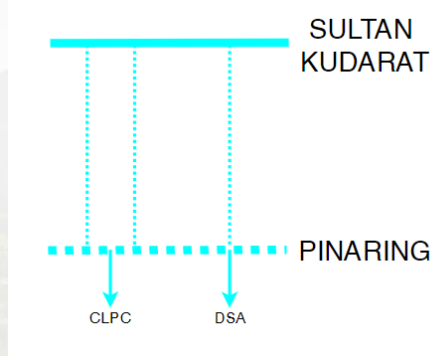 SULTAN
KUDARAT
PINARING
CLPC
DSA